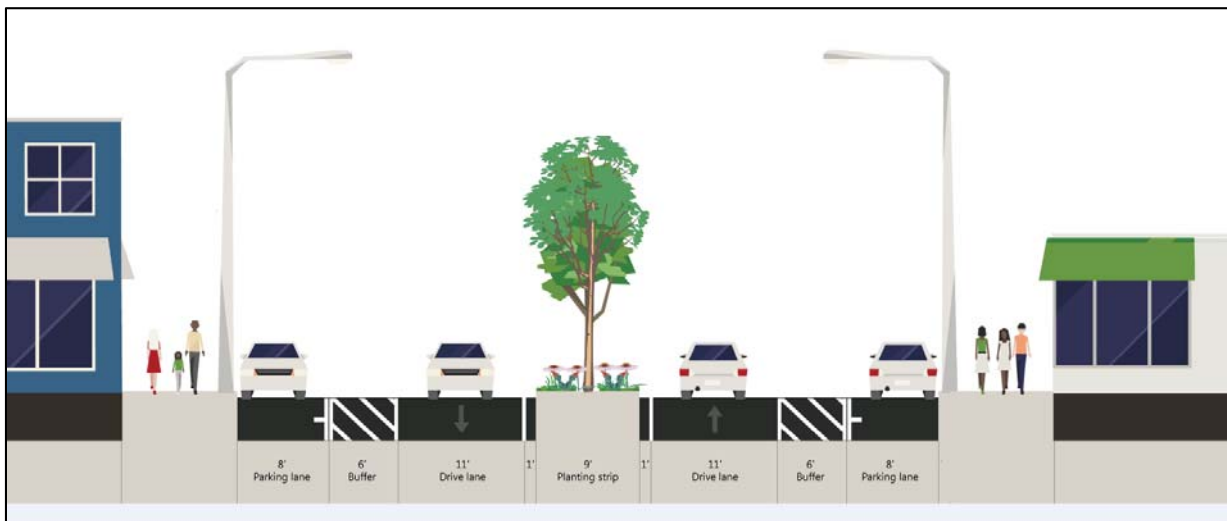 8'
Parking lane
6'
Buffer
11'
Drive lane
1'
9'
Planting strip
1'
11'
Drive lane
6'
Buffer
8'
Parking lane